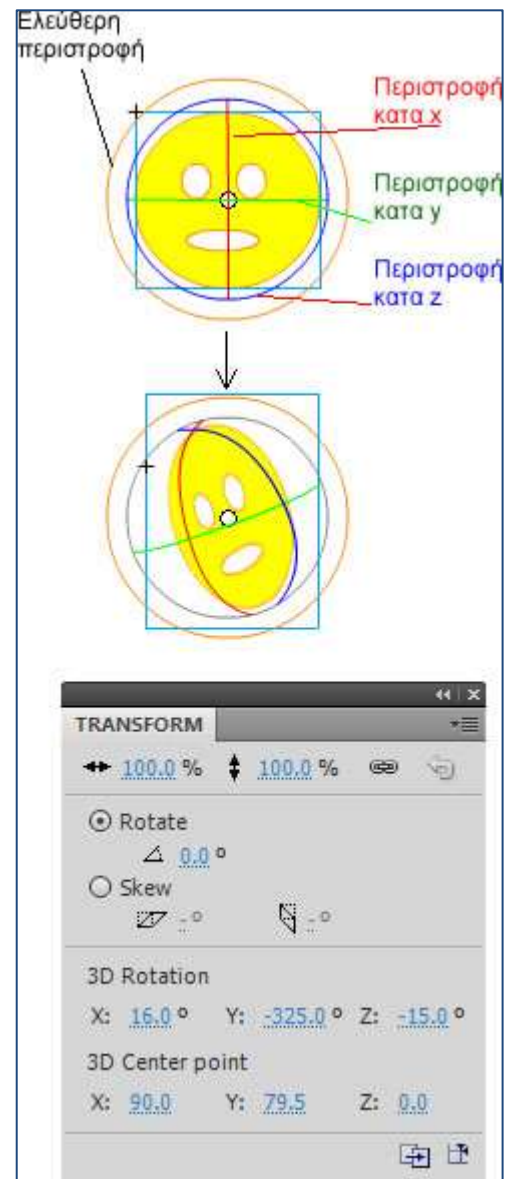 Ελεύθερη
περιστροφή
Περιστροφή
κατα x
Περιστροφή
κατα y
Περιστροφή
κατα z
TRANSFORM
100.0 % 100.0 %
Rotate
0.0 °
Skew
- ° - °
3D Rotation
X: 16.0 ° Y: -325.0 ° Z: -15.0 °
3D Center point
X: 90.0 Y: 79.5 Z: 0.0